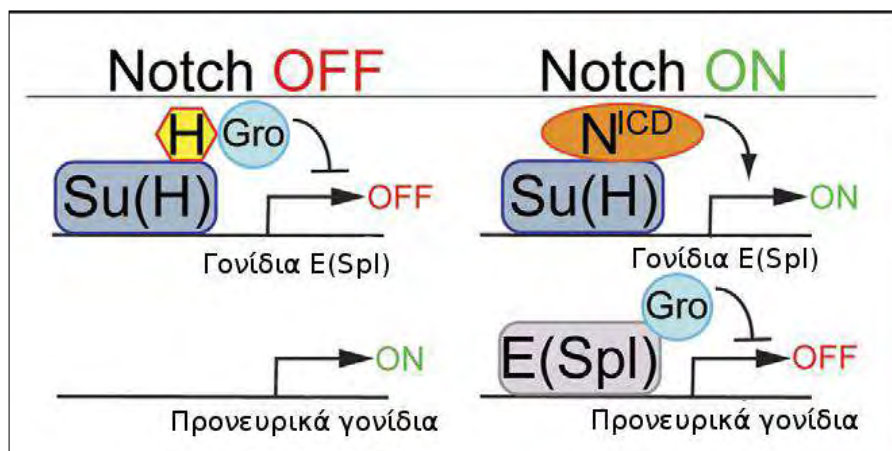 Notch OFF
Notch ON
H Gro
Su(H)
OFF
Γονίδια E(Spl)
N^ICD
Su(H)
ON
Γονίδια E(Spl)
ON
Προνευρικά γονίδια
Gro
E(Spl)
OFF
Προνευρικά γονίδια